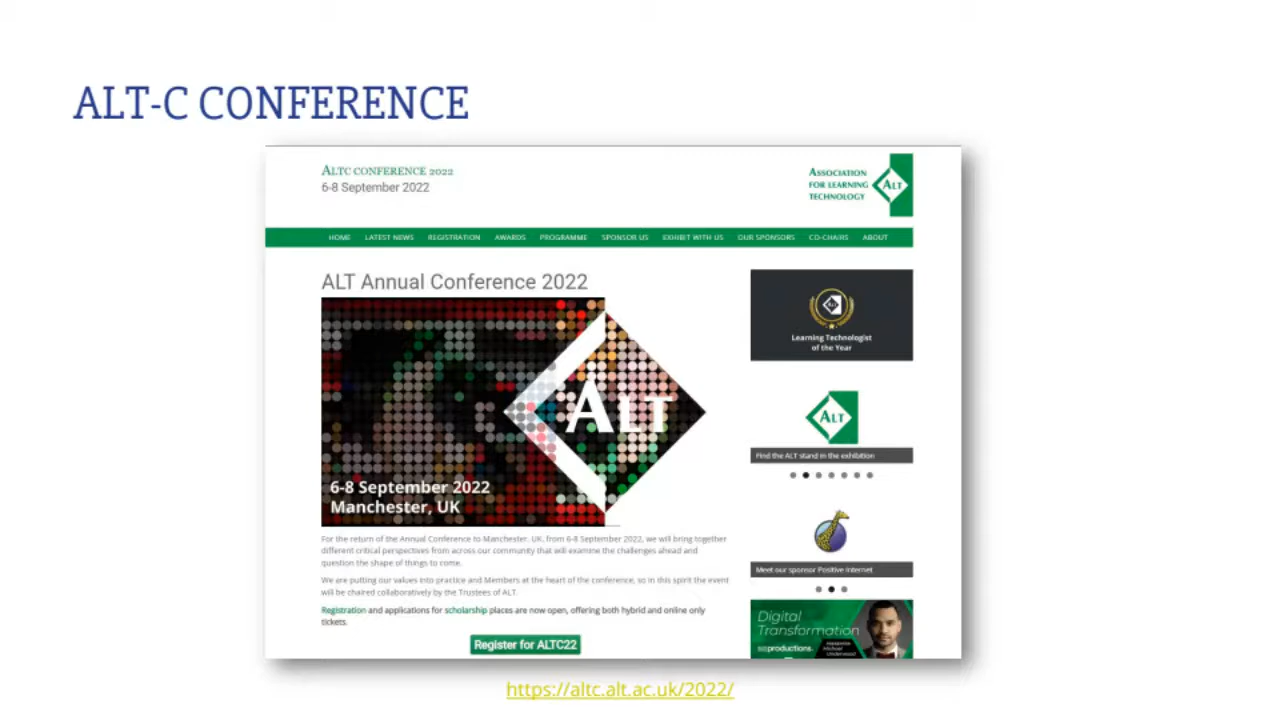 ALT-C CONFERENCE
ALTC CONFERENCE 2022
6-8 September 2022
ASSOCIATION
FOR LEARNING
TECHNOLOGY
ALT
HOME LATEST NEWS REGISTRATION AWARDS PROGRAMME SPONSOR US EXHIBIT WITH US OUR SPONSORS CO-CHAIRS ABOUT
ALT Annual Conference 2022
ALT
6-8 September 2022
Manchester, UK
For the return of the Annual Conference to Manchester. UK, from 6-8 September 2022, we will bring together
different critical perspectives from across our community that will examine the challenges ahead and
question the shape of things to come.
We are putting our values into practice and Members at the heart of the conference, so in this spirit the event
will be chaired collaboratively by the Trustees of ALT.
Registration and applications for scholarship places are now open, offering both hybrid and online only
tickets.
Register for ALTC22
Learning Technologist
of the Year
ALT
Find the ALT stand in the exhibition
Meet our sponsor Positive Internet
Digital
Transformation
productions.
https://altc.alt.ac.uk/2022/